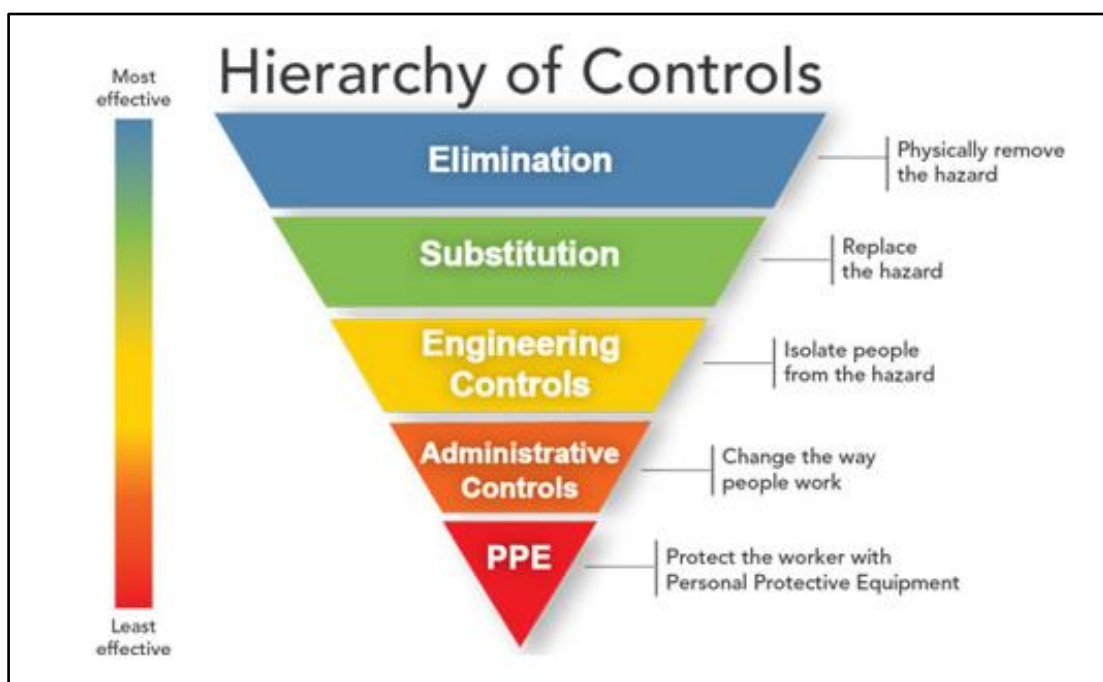 Hierarchy of Controls
Most
effective
Elimination
Physically remove
the hazard
Substitution
Replace
the hazard
Engineering
Controls
Isolate people
from the hazard
Administrative
Controls
Change the way
people work
PPE
Protect the worker with
Personal Protective Equipment
Least
effective